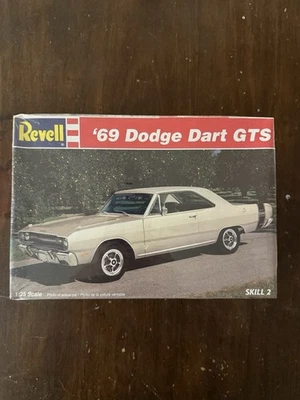 Revell
'69 Dodge Dart GTS
1/25 Scale
SKILL 2